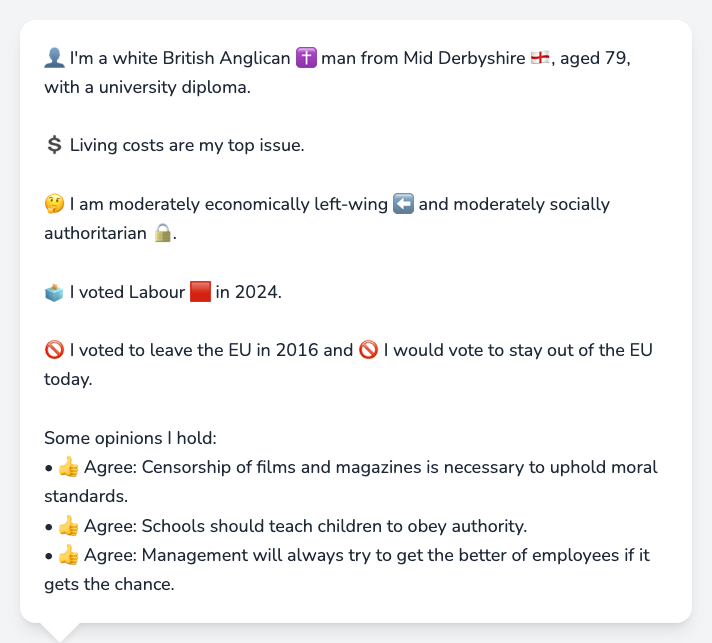 👤 I'm a white British Anglican ✝️ man from Mid Derbyshire 🏴󠁧󠁢󠁥󠁮󠁧󠁿, aged 79,
with a university diploma.
💲 Living costs are my top issue.
🤔 I am moderately economically left-wing ⬅️ and moderately socially
authoritarian 🔒.
🗳️ I voted Labour 🟥 in 2024.
🚫 I voted to leave the EU in 2016 and 🚫 I would vote to stay out of the EU
today.
Some opinions I hold:
• 👍 Agree: Censorship of films and magazines is necessary to uphold moral
standards.
• 👍 Agree: Schools should teach children to obey authority.
• 👍 Agree: Management will always try to get the better of employees if it
gets the chance.